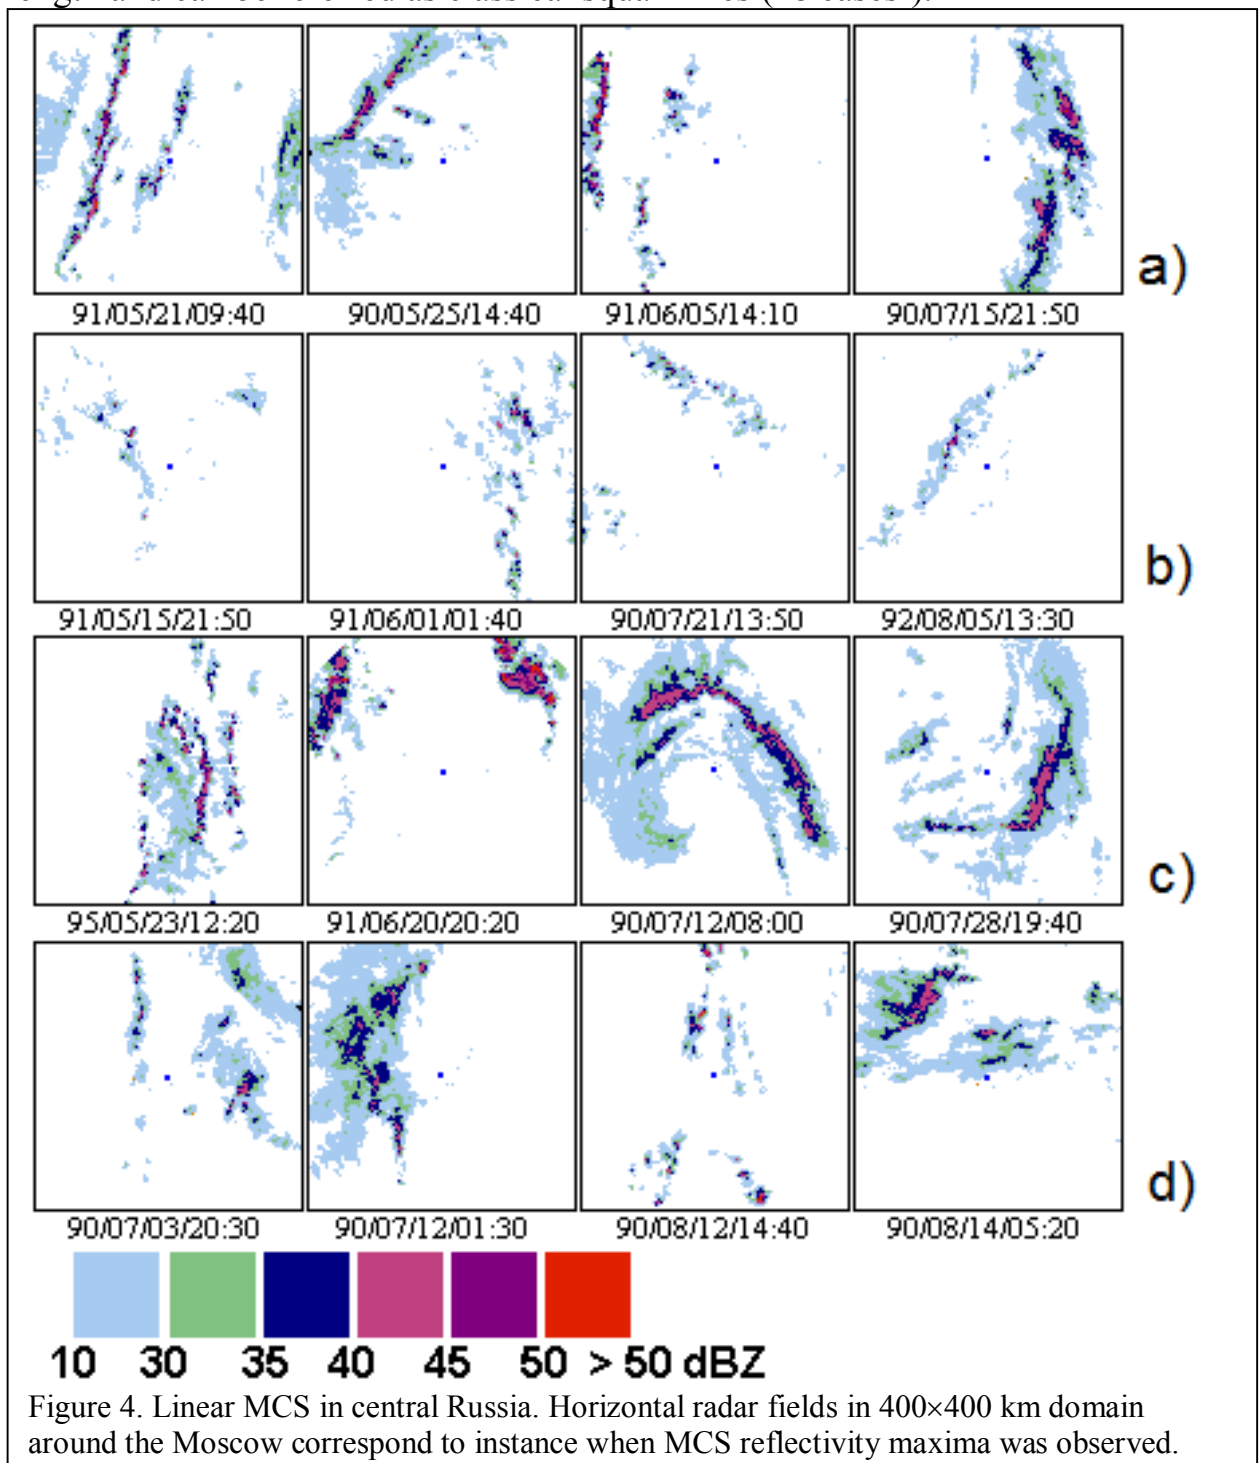 91/05/21/09:40 90/05/25/14:40 91/06/05/14:10 90/07/15/21:50 a)
91/05/15/21:50 91/06/01/01:40 90/07/21/13:50 92/08/05/13:30 b)
95/05/23/12:20 91/06/20/20:20 90/07/12/08:00 90/07/28/19:40 c)
90/07/03/20:30 90/07/12/01:30 90/08/12/14:40 90/08/14/05:20 d)
10 30 35 40 45 50 > 50 dBZ
Figure 4. Linear MCS in central Russia. Horizontal radar fields in 400×400 km domain
around the Moscow correspond to instance when MCS reflectivity maxima was observed.